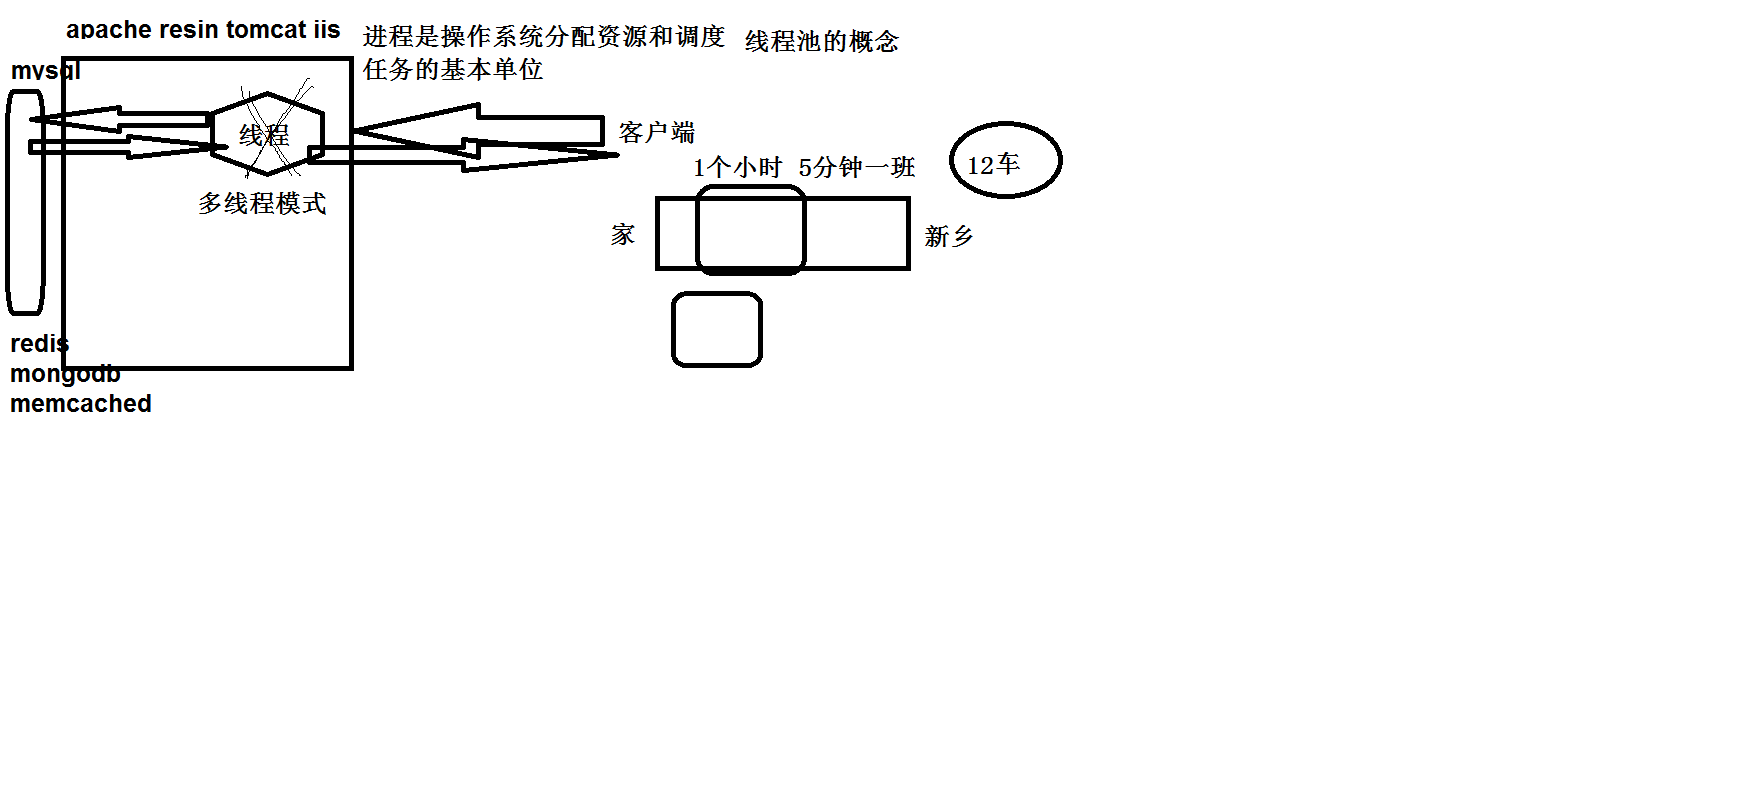 apache resin tomcat iis
进程是操作系统分配资源和调度
任务的基本单位
线程池的概念
mysql
线程
客户端
多线程模式
1个小时 5分钟一班
12车
家
新乡
redis
mongodb
memcached